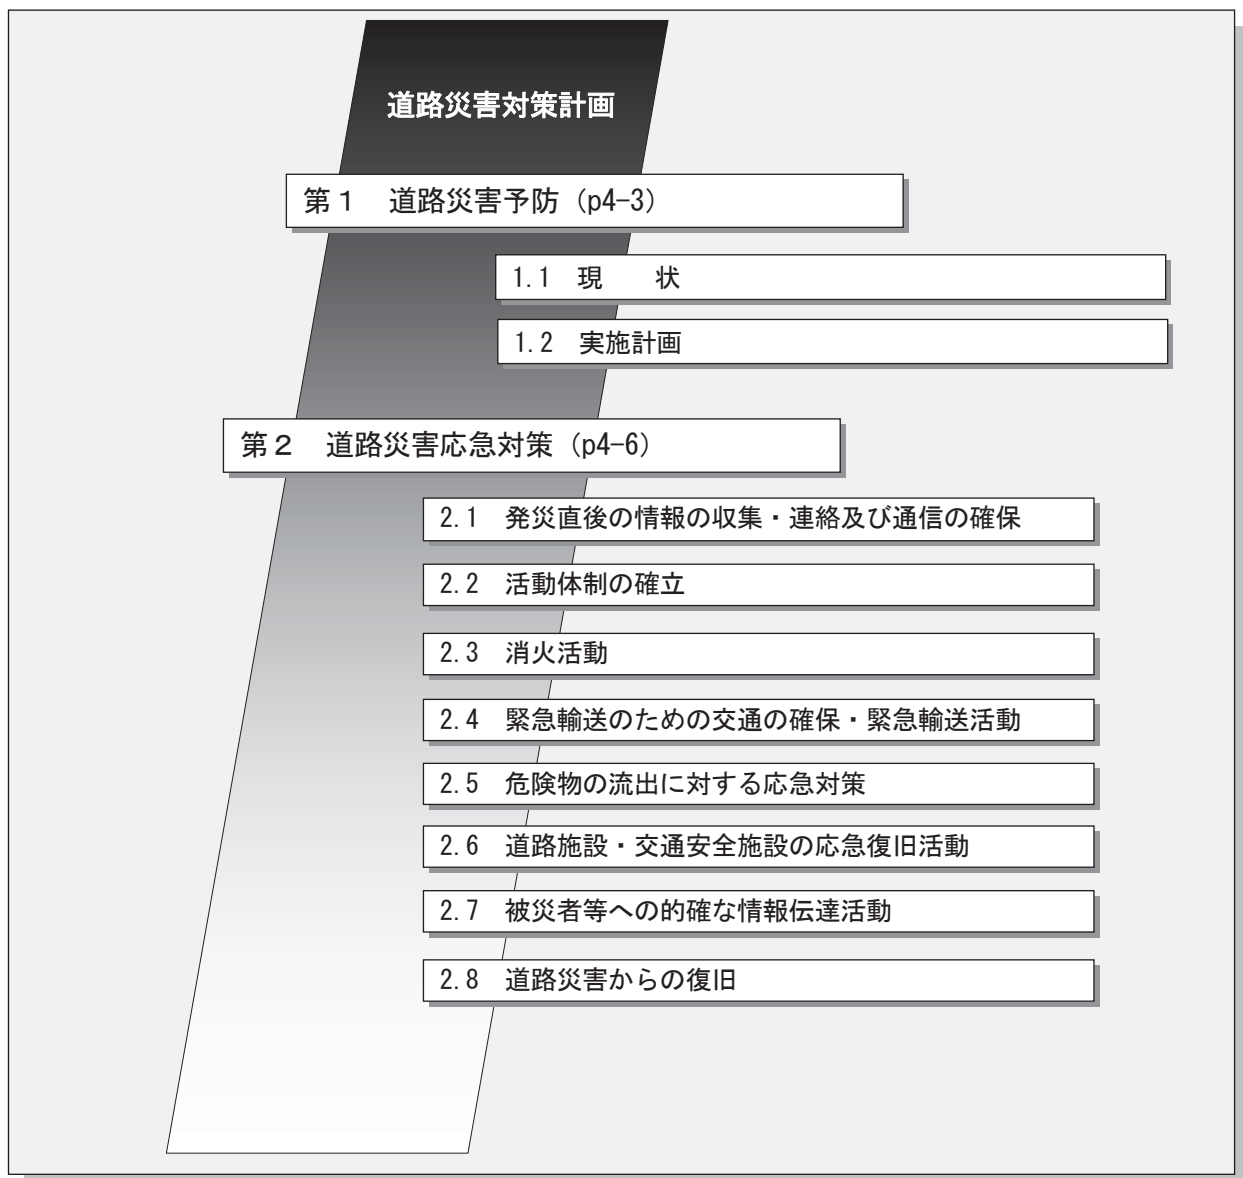 道路災害対策計画
第１　道路災害予防（p4-3）
1.1　現　　状
1.2　実施計画
第２　道路災害応急対策（p4-6）
2.1　発災直後の情報の収集・連絡及び通信の確保
2.2　活動体制の確立
2.3　消火活動
2.4　緊急輸送のための交通の確保・緊急輸送活動
2.5　危険物の流出に対する応急対策
2.6　道路施設・交通安全施設の応急復旧活動
2.7　被災者等への的確な情報伝達活動
2.8　道路災害からの復旧